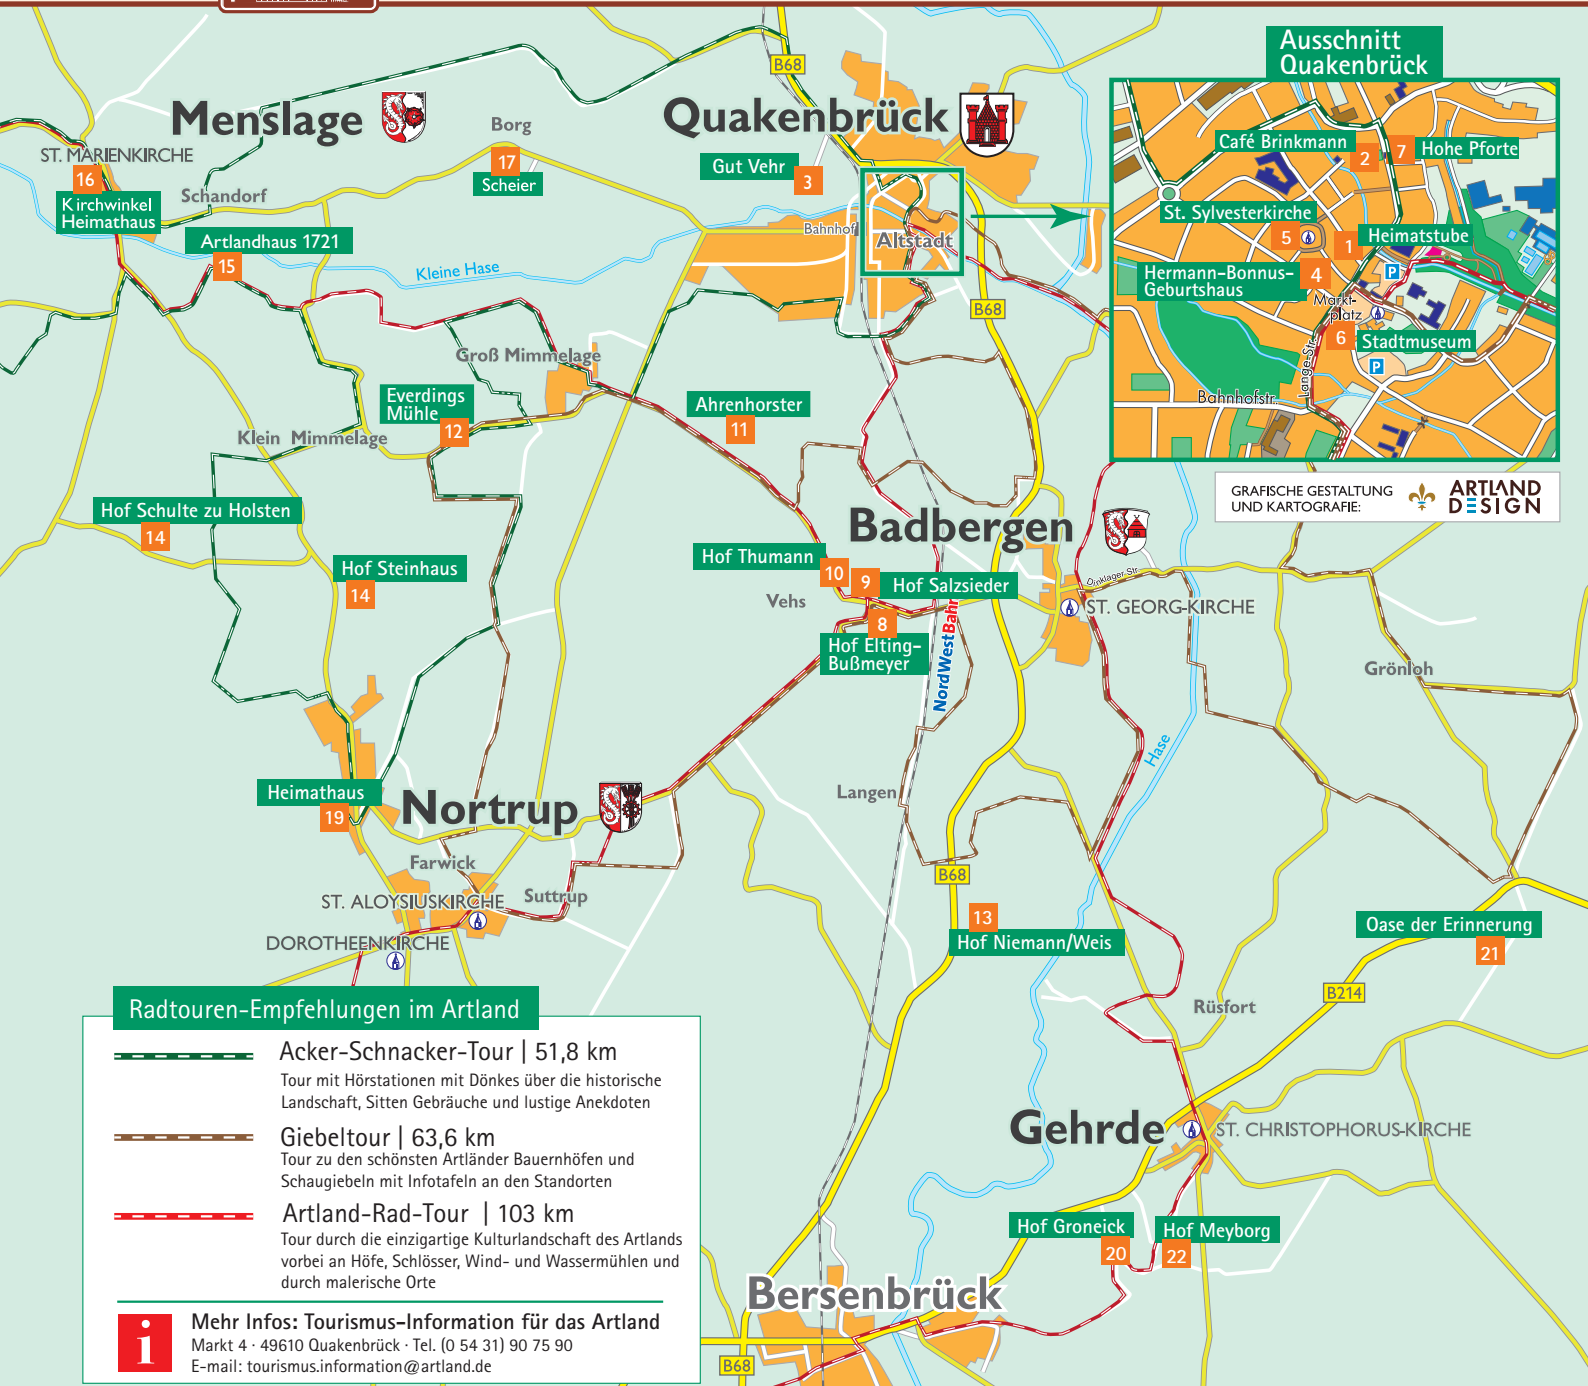 Ausschnitt
Quakenbrück
B68
Menslage
Quakenbrück
Borg
ST. MARIENKIRCHE
16
Kirchwinkel
Heimathaus
Schandorf
17
Scheier
Gut Vehr
3
Artlandhaus 1721
15
Kleine Hase
Bahnhof
Altstadt
Café Brinkmann
2
7
Hohe Pforte
St. Sylvesterkirche
5
1
Heimatstube
Hermann-Bonnus-
Geburtshaus
4
P
Markt-
platz
6
Stadtmuseum
P
Lange-Str.
Bahnhofstr.
B68
Groß Mimmelage
Everdings
Mühle
12
Ahrenhorster
11
Klein Mimmelage
GRAFISCHE GESTALTUNG
UND KARTOGRAFIE:
ARTLAND
DESIGN
Hof Schulte zu Holsten
14
Hof Steinhaus
14
Badbergen
Hof Thumann
10
9
Hof Salzsieder
Vehs
8
Hof Elting-
Bußmeyer
NordWestBahn
Dinklager Str.
ST. GEORG-KIRCHE
Grönloh
Hase
Heimathaus
19
Nortrup
Langen
Farwick
ST. ALOYSIUSKIRCHE
Suttrup
DOROTHEENKIRCHE
B68
13
Hof Niemann/Weis
Oase der Erinnerung
21
B214
Rüsfort
Gehrde
ST. CHRISTOPHORUS-KIRCHE
Hof Groneick
20
Hof Meyborg
22
Bersenbrück
B68
Radtouren-Empfehlungen im Artland
Acker-Schnacker-Tour | 51,8 km
Tour mit Hörstationen mit Dönkes über die historische
Landschaft, Sitten Gebräuche und lustige Anekdoten
Giebeltour | 63,6 km
Tour zu den schönsten Artländer Bauernhöfen und
Schaugiebeln mit Infotafeln an den Standorten
Artland-Rad-Tour | 103 km
Tour durch die einzigartige Kulturlandschaft des Artlands
vorbei an Höfe, Schlösser, Wind- und Wassermühlen und
durch malerische Orte
i
Mehr Infos: Tourismus-Information für das Artland
Markt 4 · 49610 Quakenbrück · Tel. (0 54 31) 90 75 90
E-mail: tourismus.information@artland.de